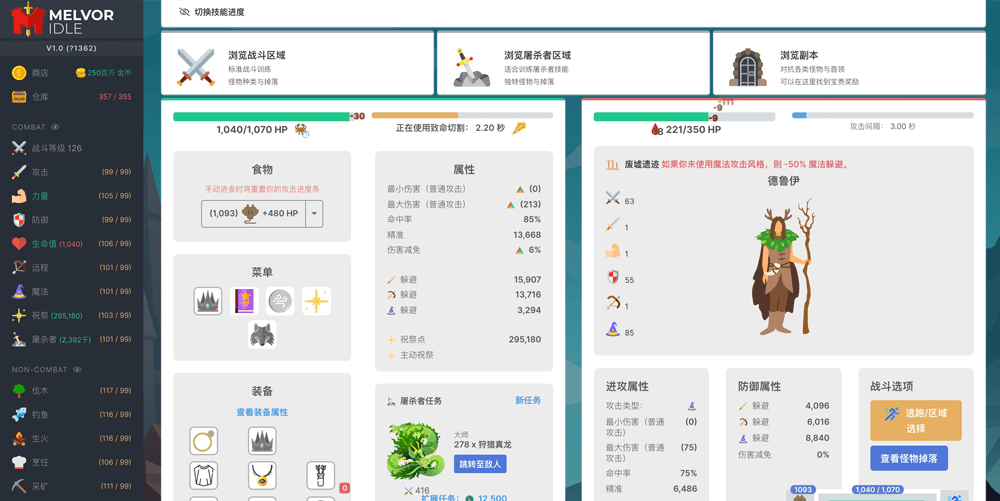 MELVOR
IDLE
V1.0 (?1362)
商店
250百万 金币
仓库
357 / 355
COMBAT
战斗等级 126
攻击
(99 / 99)
力量
(105 / 99)
防御
(99 / 99)
生命值 (1,040)
(106 / 99)
远程
(101 / 99)
魔法
(101 / 99)
祝祭 (295,180)
(103 / 99)
屠杀者 (2,392千)
(101 / 99)
NON-COMBAT
伐木
(117 / 99)
钓鱼
(116 / 99)
生火
(116 / 99)
烹饪
(106 / 99)
采矿
(111 / 99)
切换技能进度
浏览战斗区域
标准战斗训练
怪物种类与掉落
浏览屠杀者区域
适合训练屠杀者技能
独特怪物与掉落
浏览副本
对抗各类怪物与首领
可以在这里找到宝贵奖励
-30
1,040/1,070 HP
正在使用致命切割： 2.20 秒
食物
手动进食时将重置你的攻击进度条
(1,093)
+480 HP
菜单
装备
查看装备属性
0
属性
最小伤害（普通攻击）
(0)
最大伤害（普通攻击）
(213)
命中率
85%
精准
13,668
伤害减免
6%
躲避
15,907
躲避
13,716
躲避
3,294
祝祭点
295,180
主动祝祭
屠杀者任务
新任务
大师
278 x 狩猎真龙
跳转至敌人
416
扩展任务：
12,500
-9
-9
8
221/350 HP
攻击间隔： 3.00 秒
废墟遗迹 如果你未使用魔法攻击风格，则 -50% 魔法躲避。
德鲁伊
63
1
1
55
1
85
进攻属性
攻击类型：
最小伤害（普通攻击）
(0)
最大伤害（普通攻击）
(75)
命中率
75%
精准
6,486
防御属性
躲避
4,096
躲避
6,016
躲避
8,840
伤害减免
0%
战斗选项
逃跑/区域
选择
查看怪物掉落
1093
1,040 / 1,070